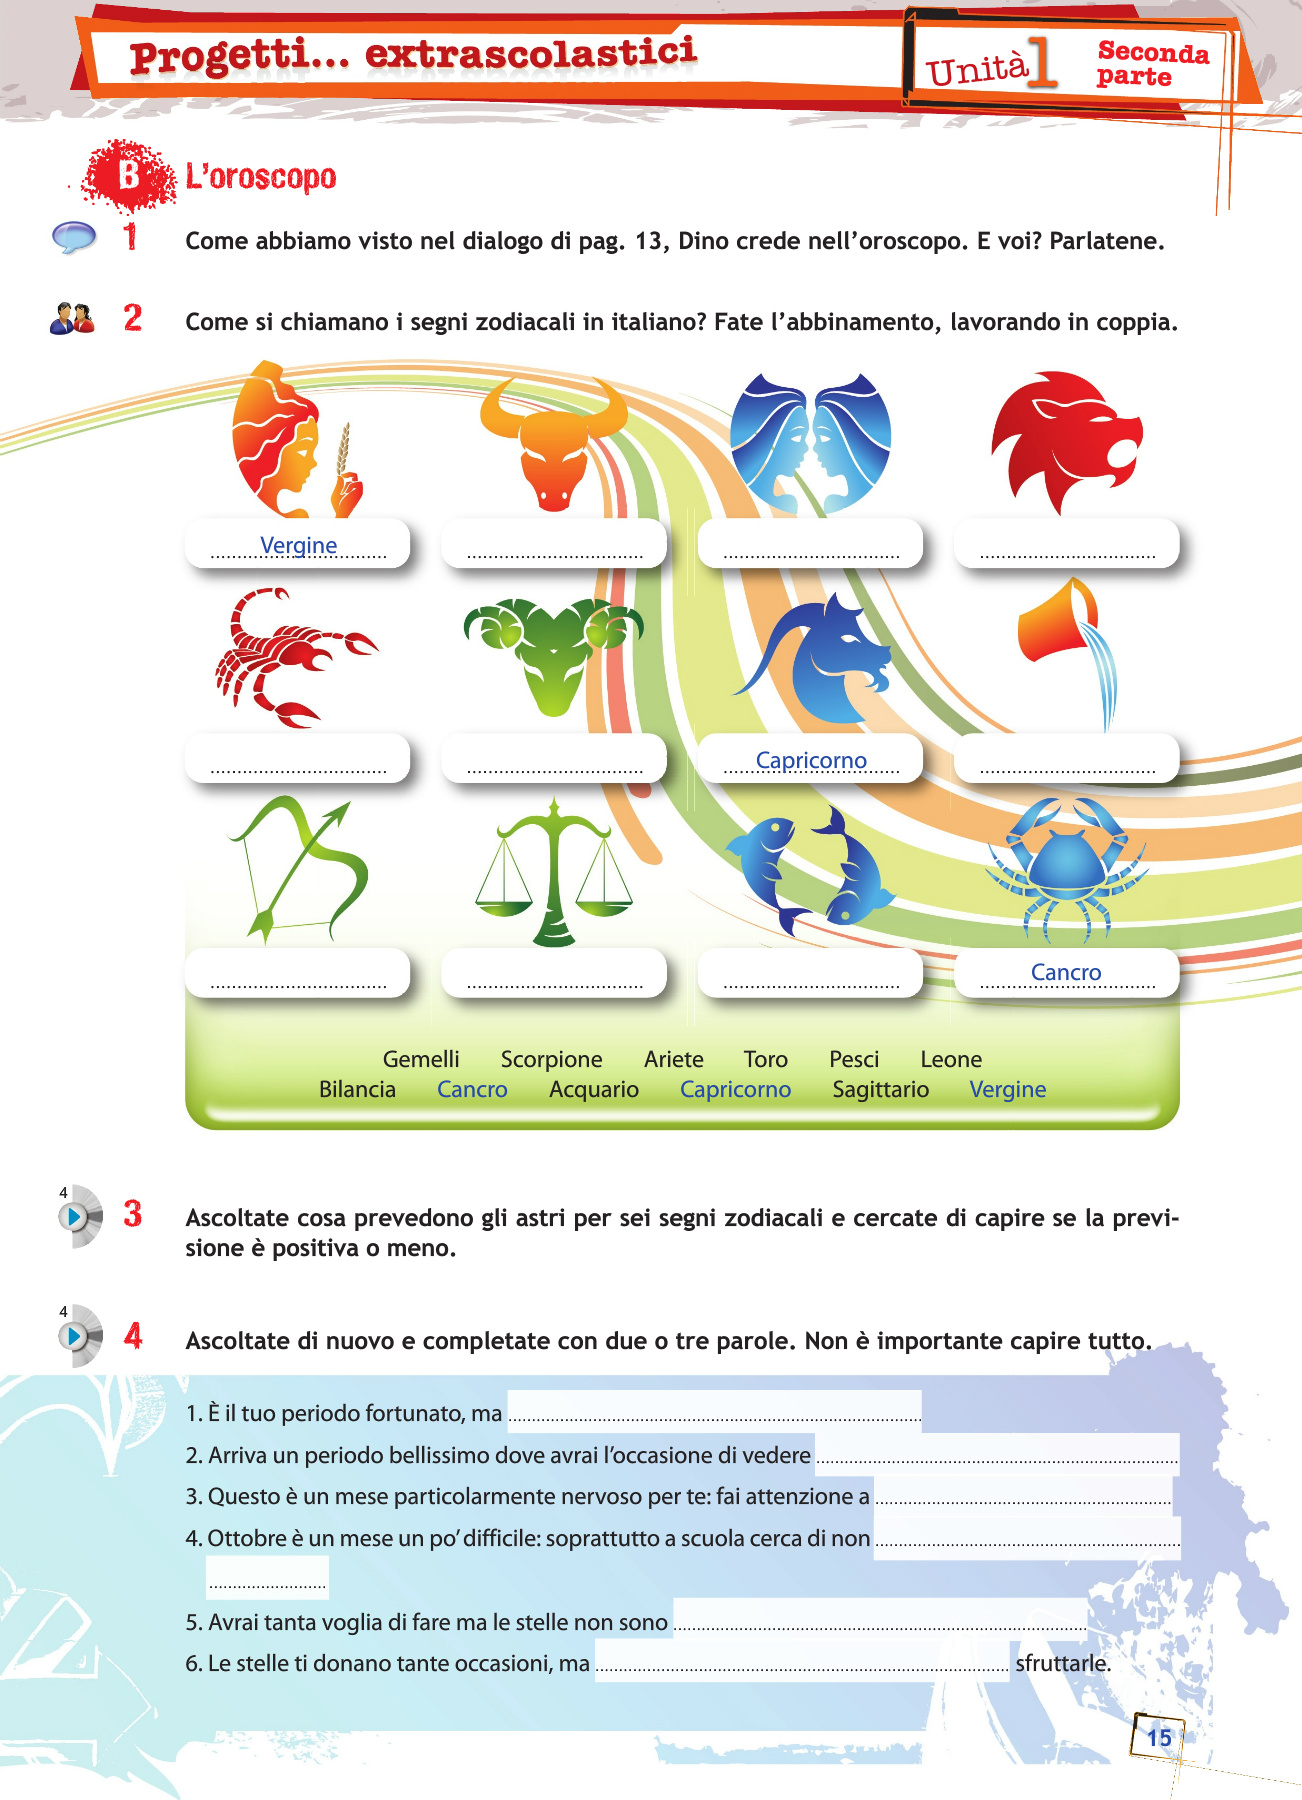 Progetti... extrascolastici
Unità 1
Seconda
parte
B L'oroscopo
1 Come abbiamo visto nel dialogo di pag. 13, Dino crede nell'oroscopo. E voi? Parlatene.
2 Come si chiamano i segni zodiacali in italiano? Fate l'abbinamento, lavorando in coppia.
Vergine
Capricorno
Cancro
Gemelli Scorpione Ariete Toro Pesci Leone
Bilancia Cancro Acquario Capricorno Sagittario Vergine
4
3 Ascoltate cosa prevedono gli astri per sei segni zodiacali e cercate di capire se la previ-
sione è positiva o meno.
4
4 Ascoltate di nuovo e completate con due o tre parole. Non è importante capire tutto.
1. È il tuo periodo fortunato, ma ........................................
2. Arriva un periodo bellissimo dove avrai l'occasione di vedere ........................................
3. Questo è un mese particolarmente nervoso per te: fai attenzione a ........................................
4. Ottobre è un mese un po' difficile: soprattutto a scuola cerca di non ........................................
.........................
5. Avrai tanta voglia di fare ma le stelle non sono ........................................
6. Le stelle ti donano tante occasioni, ma ........................................ sfruttarle.
15